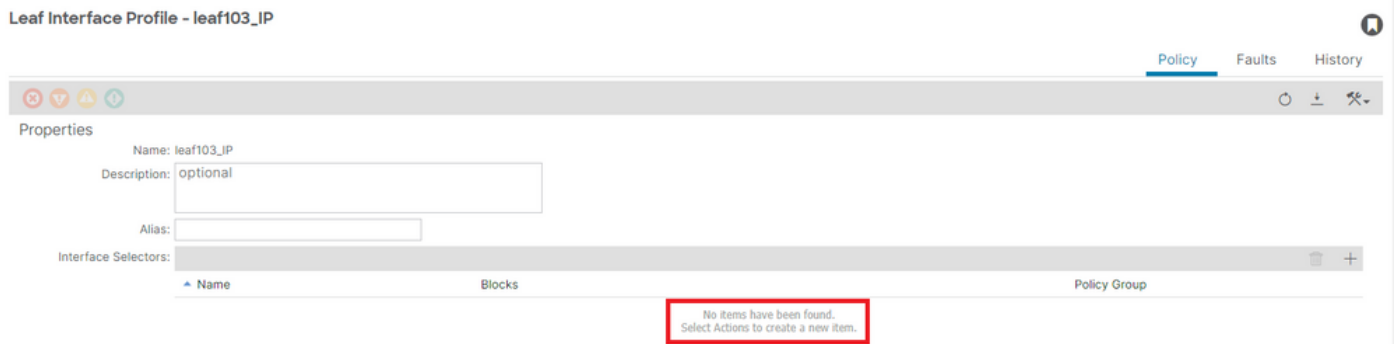 Leaf Interface Profile - leaf103_IP
Policy Faults History
Properties
Name: leaf103_IP
Description: optional
Alias:
Interface Selectors:
Name Blocks Policy Group
No items have been found.
Select Actions to create a new item.